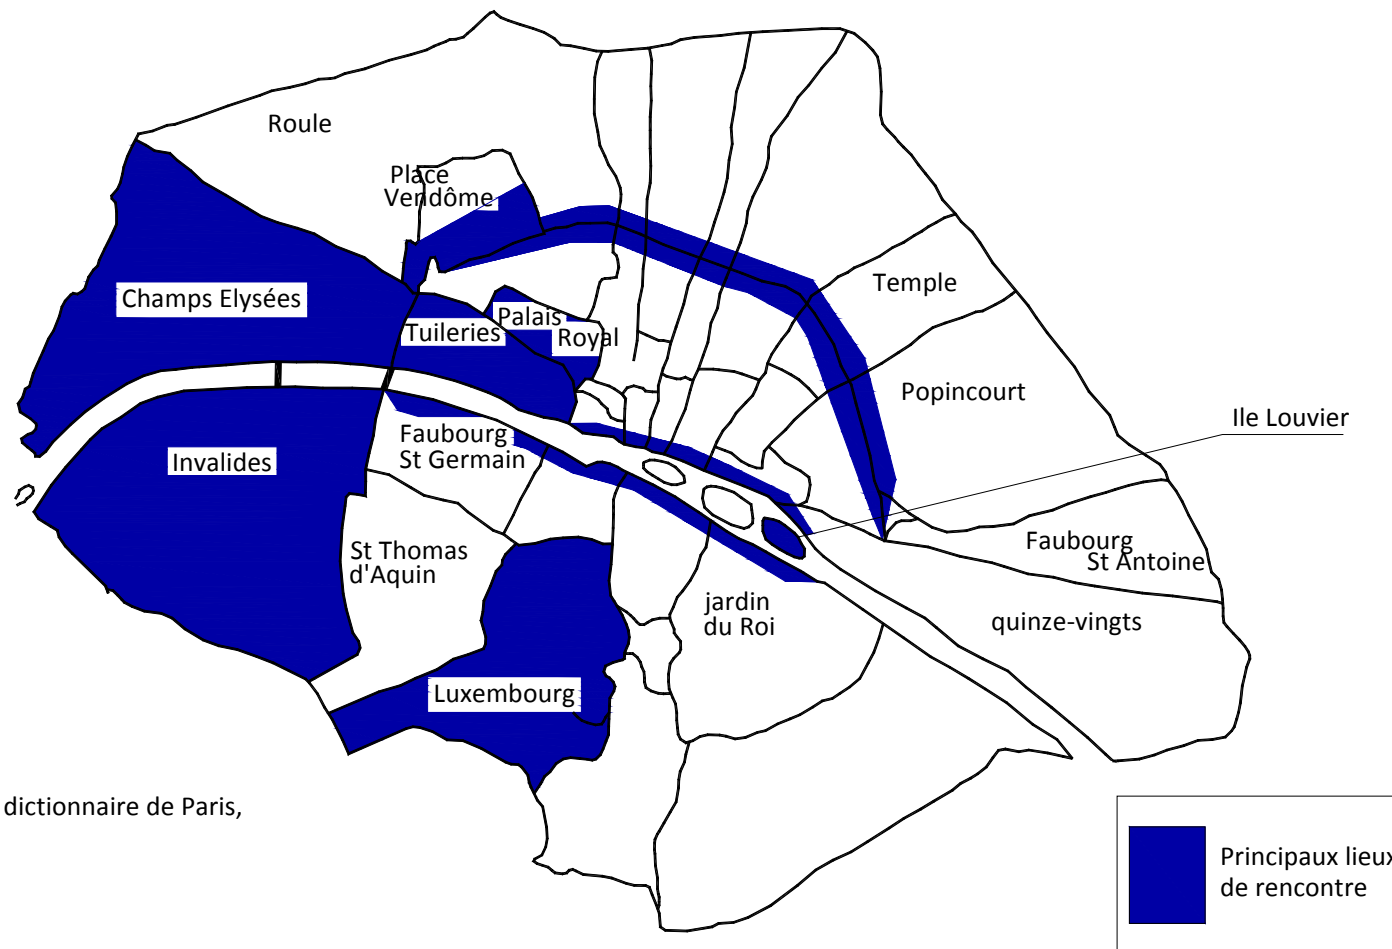 Roule
Place
Vendôme
Temple
Champs Elysées
Palais
Tuileries
Royal
Popincourt
Ile Louvier
Faubourg
St Germain
Invalides
Faubourg
St Antoine
St Thomas
d'Aquin
jardin
du Roi
quinze-vingts
Luxembourg
dictionnaire de Paris,
Principaux lieux
de rencontre